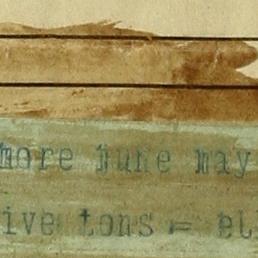 more june may
ive tons = el